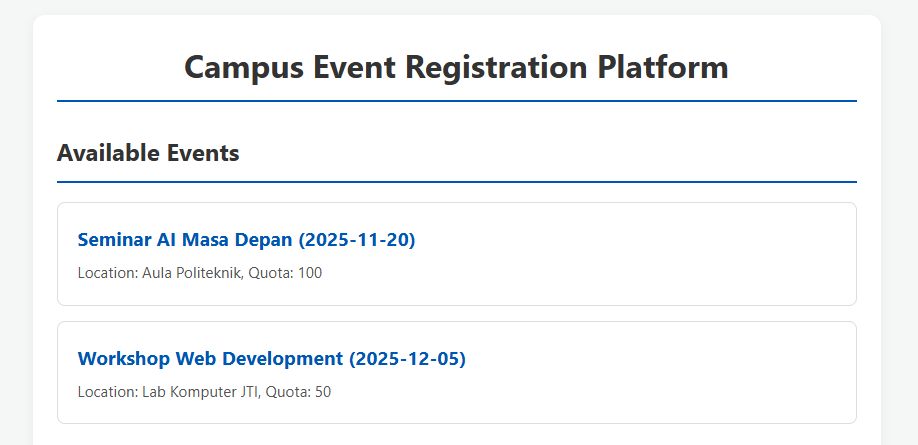 Campus Event Registration Platform
Available Events
Seminar AI Masa Depan (2025-11-20)
Location: Aula Politeknik, Quota: 100
Workshop Web Development (2025-12-05)
Location: Lab Komputer JTI, Quota: 50